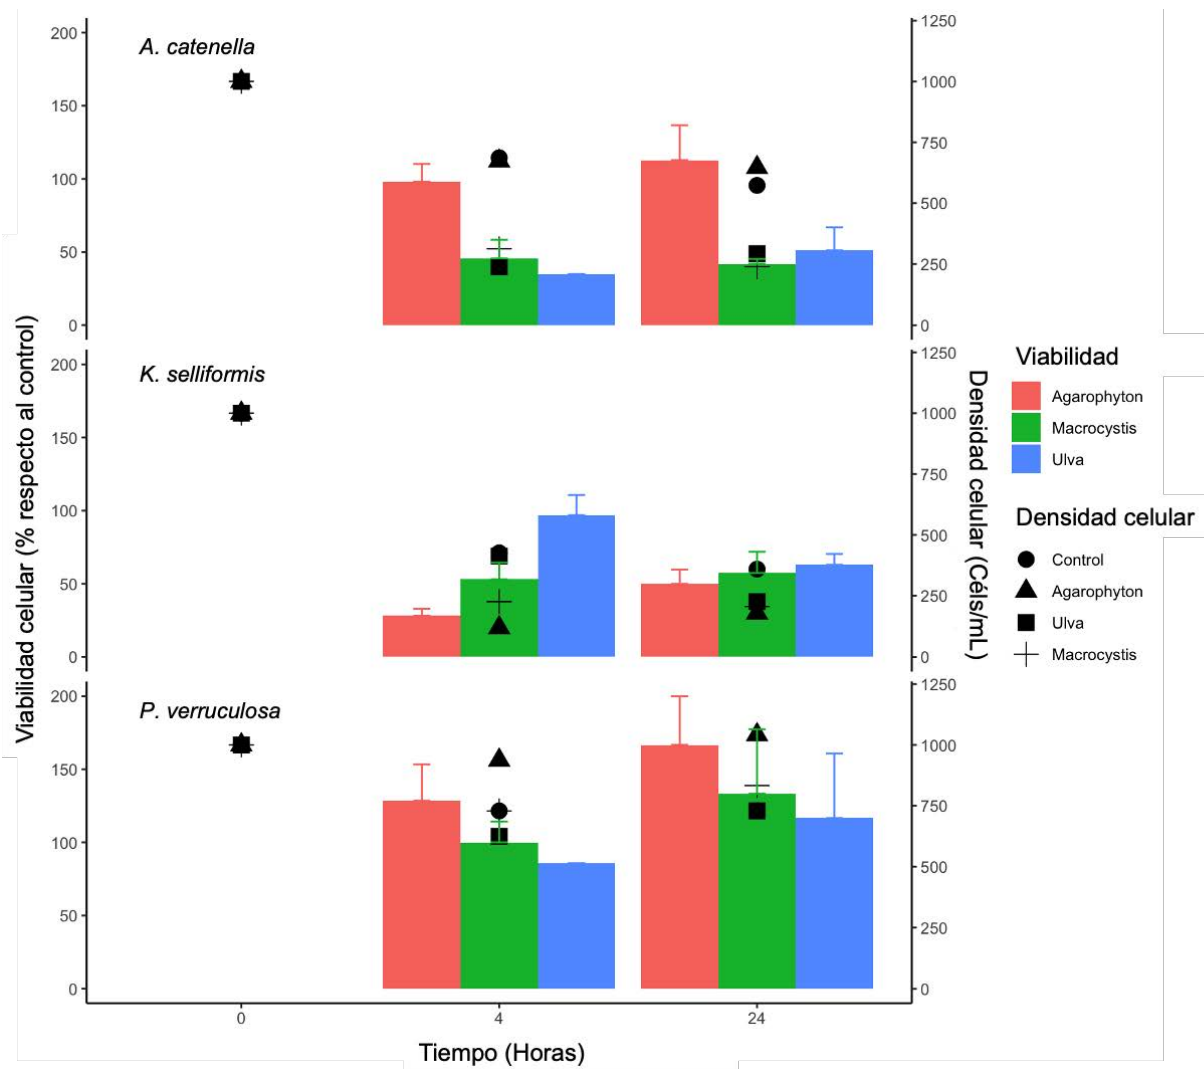 Viabilidad celular (% respecto al control)
A. catenella
200
150
100
50
0
1250
1000
750
500
250
0
K. selliformis
200
150
100
50
0
1250
1000
750
500
250
0
P. verruculosa
200
150
100
50
0
1250
1000
750
500
250
0
0
4
24
Tiempo (Horas)
Densidad celular (Céls/mL)
Viabilidad
Agarophyton
Macrocystis
Ulva
Densidad celular
Control
Agarophyton
Ulva
Macrocystis